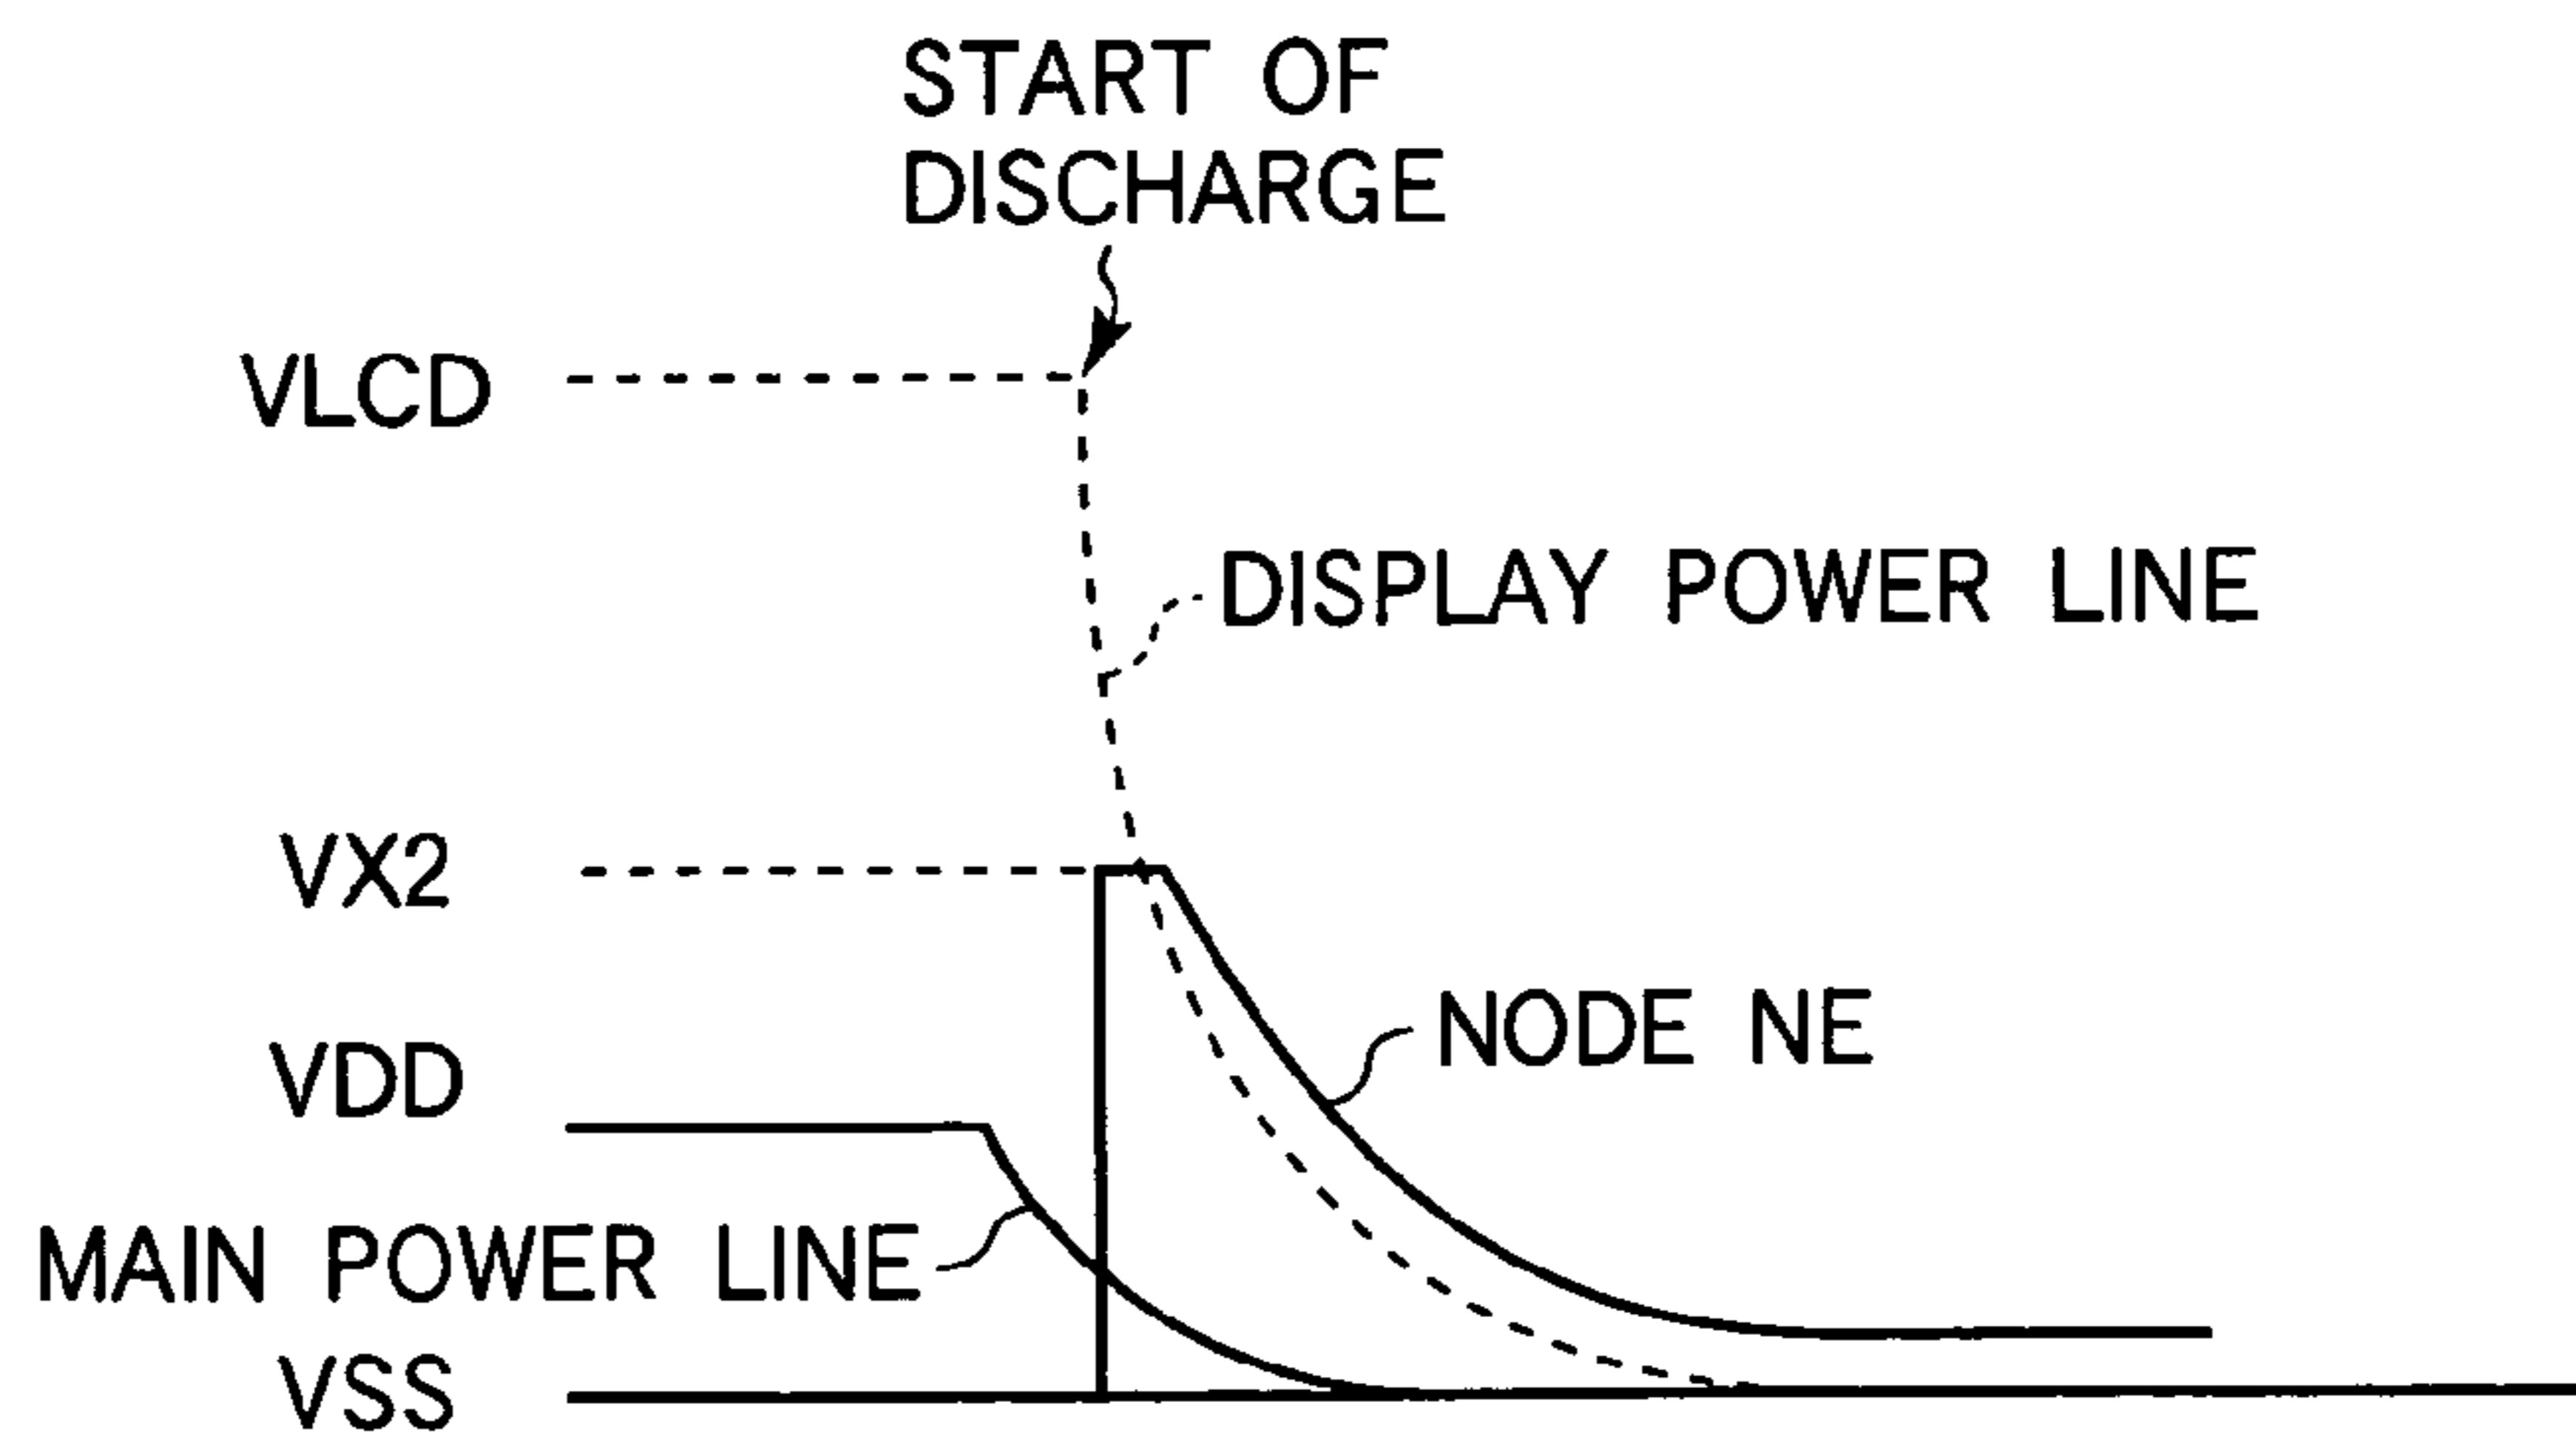 START OF
DISCHARGE
VLCD
DISPLAY POWER LINE
VX2
NODE NE
VDD
MAIN POWER LINE
VSS